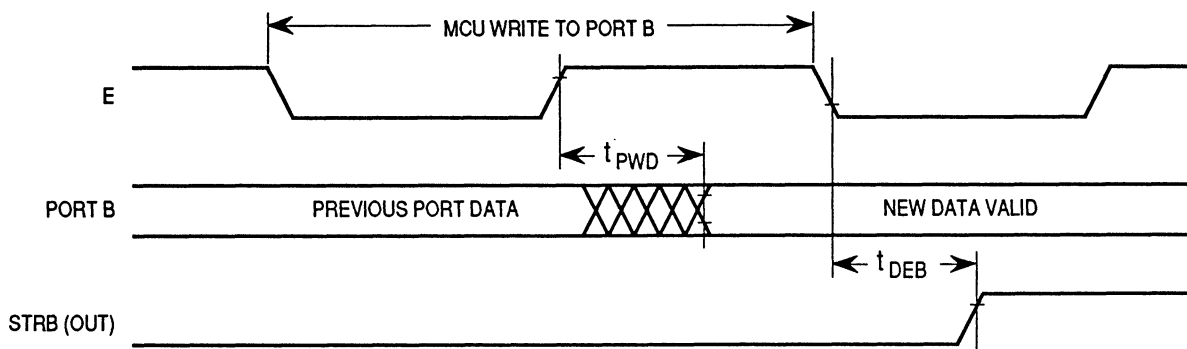 MCU WRITE TO PORT B
E
t PWD
PORT B
PREVIOUS PORT DATA
NEW DATA VALID
t DEB
STRB (OUT)